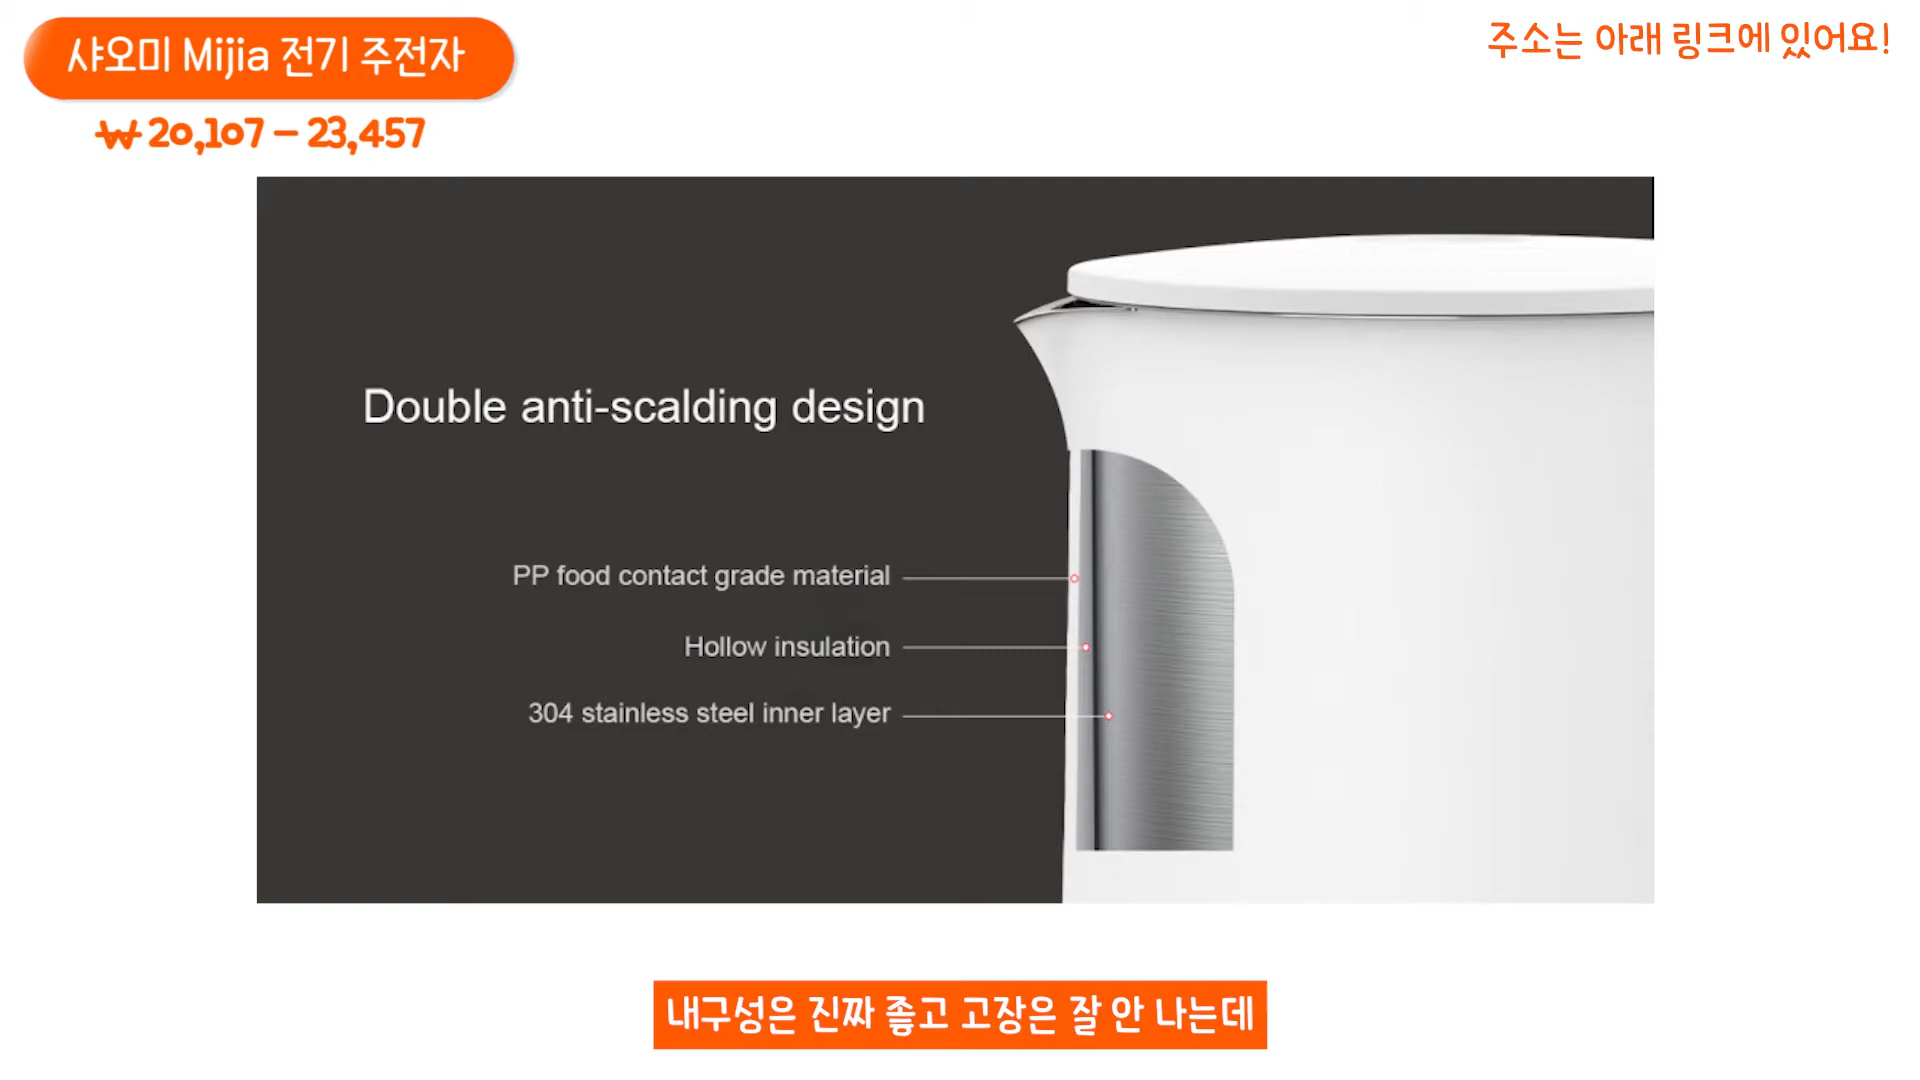 샤오미 Mijia 전기 주전자
주소는 아래 링크에 있어요!
₩ 20,107 – 23,457
Double anti-scalding design
PP food contact grade material
Hollow insulation
304 stainless steel inner layer
내구성은 진짜 좋고 고장은 잘 안 나는데